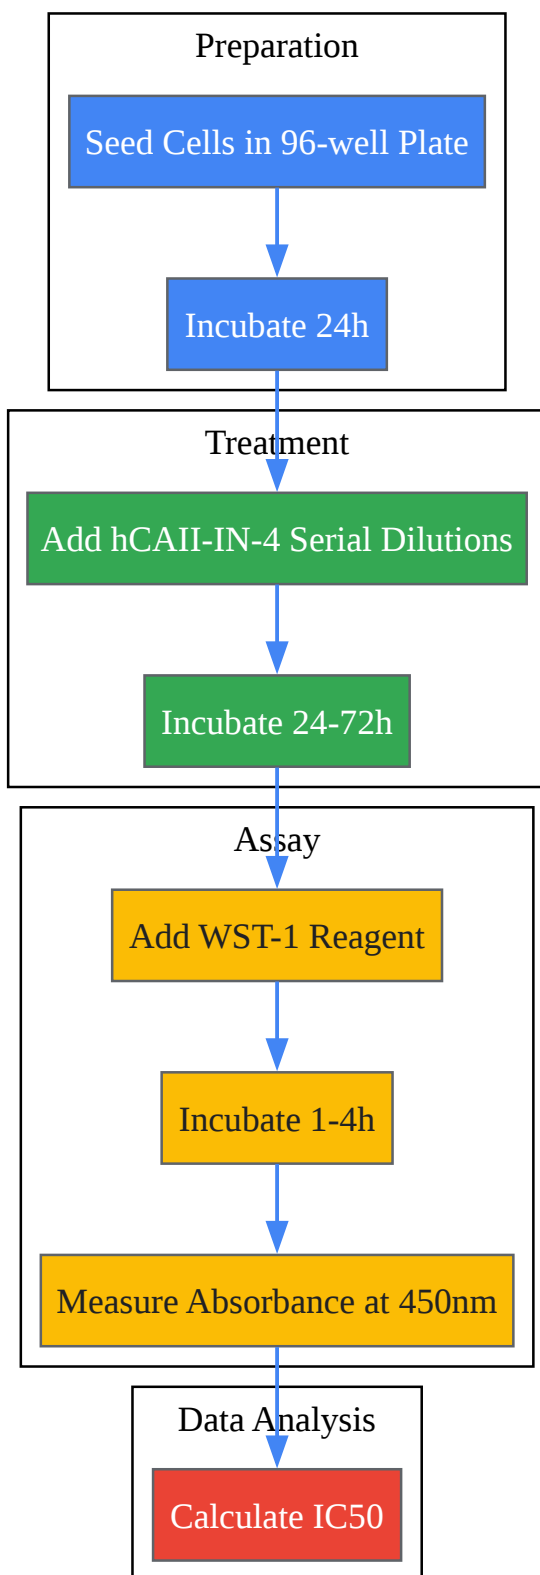 Preparation
Seed Cells in 96-well Plate
Incubate 24h
Treatment
Add hCAII-IN-4 Serial Dilutions
Incubate 24-72h
Assay
Add WST-1 Reagent
Incubate 1-4h
Measure Absorbance at 450nm
Data Analysis
Calculate IC50